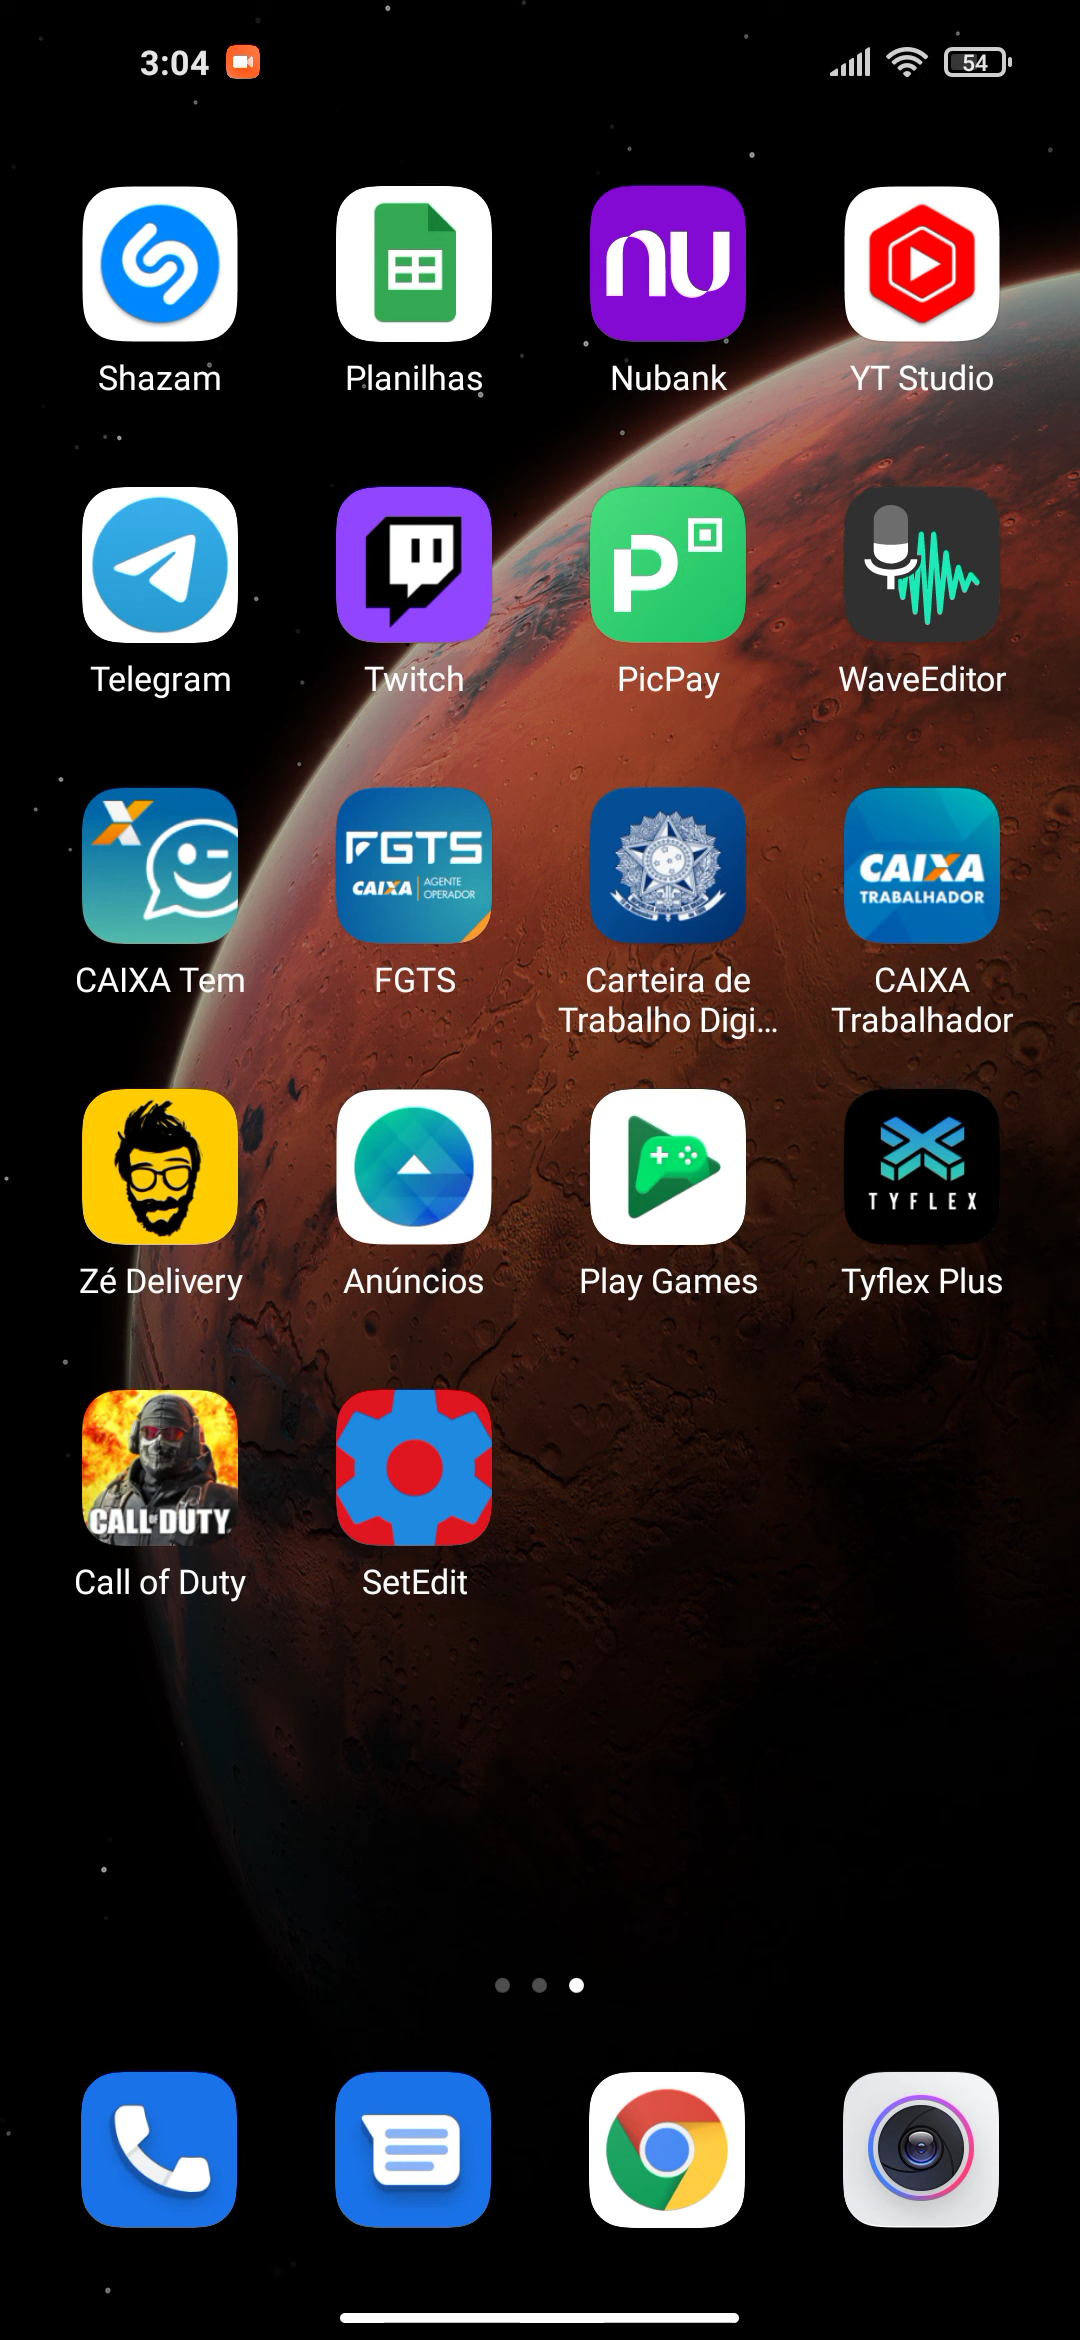 3:04
54
nu
Shazam
Planilhas
Nubank
YT Studio
P
Telegram
Twitch
PicPay
WaveEditor
X
FGTS
CAIXA AGENTE OPERADOR
CAIXA
TRABALHADOR
CAIXA Tem
FGTS
Carteira de
Trabalho Digi...
CAIXA
Trabalhador
TYFLEX
Zé Delivery
Anúncios
Play Games
Tyflex Plus
CALL OF DUTY
Call of Duty
SetEdit